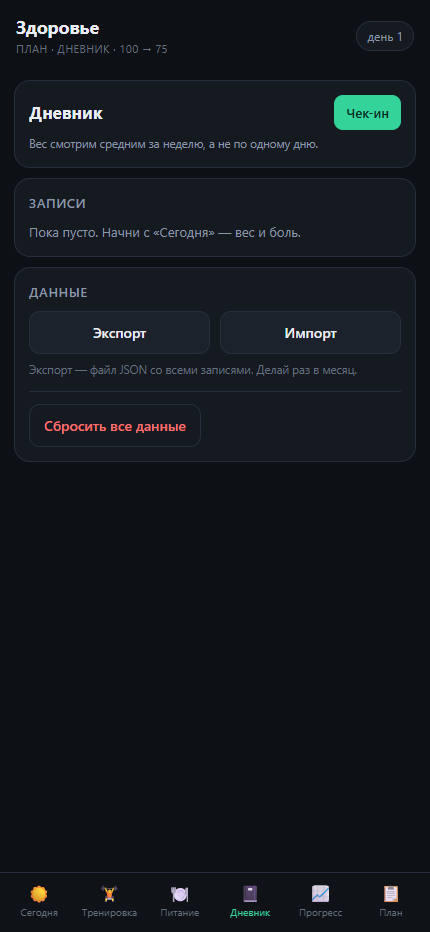 Здоровье
ПЛАН · ДНЕВНИК · 100 → 75
день 1
Дневник
Чек-ин
Вес смотрим средним за неделю, а не по одному дню.
ЗАПИСИ
Пока пусто. Начни с «Сегодня» — вес и боль.
ДАННЫЕ
Экспорт
Импорт
Экспорт — файл JSON со всеми записями. Делай раз в месяц.
Сбросить все данные
Сегодня
Тренировка
Питание
Дневник
Прогресс
План